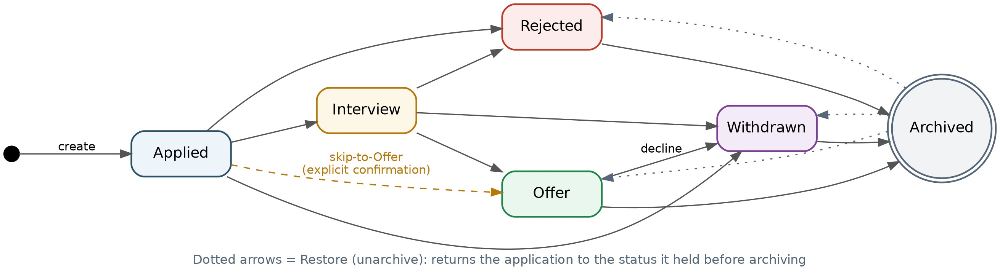 Rejected
Interview
Withdrawn
Archived
create
Applied
decline
skip-to-Offer
(explicit confirmation)
Offer
Dotted arrows = Restore (unarchive): returns the application to the status it held before archiving